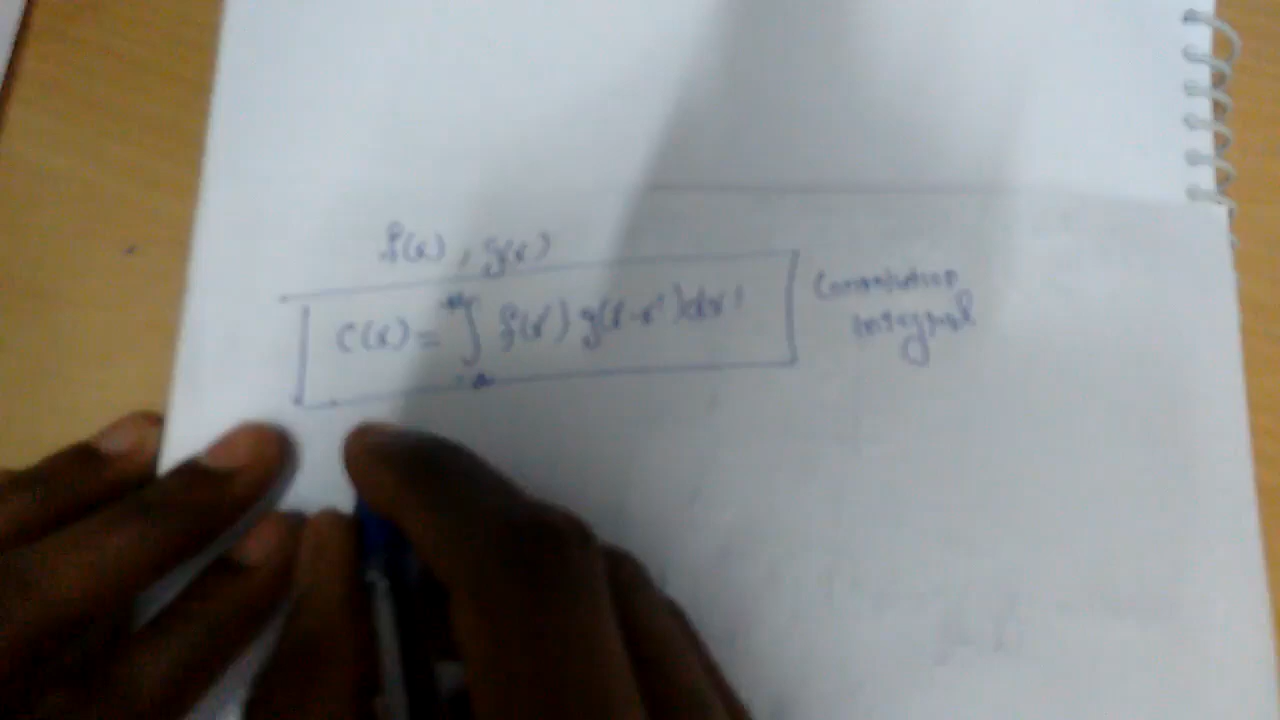 f(x), g(x)
C(x) = ∫ f(x') g(x-x') dx'
Convolution
Integral